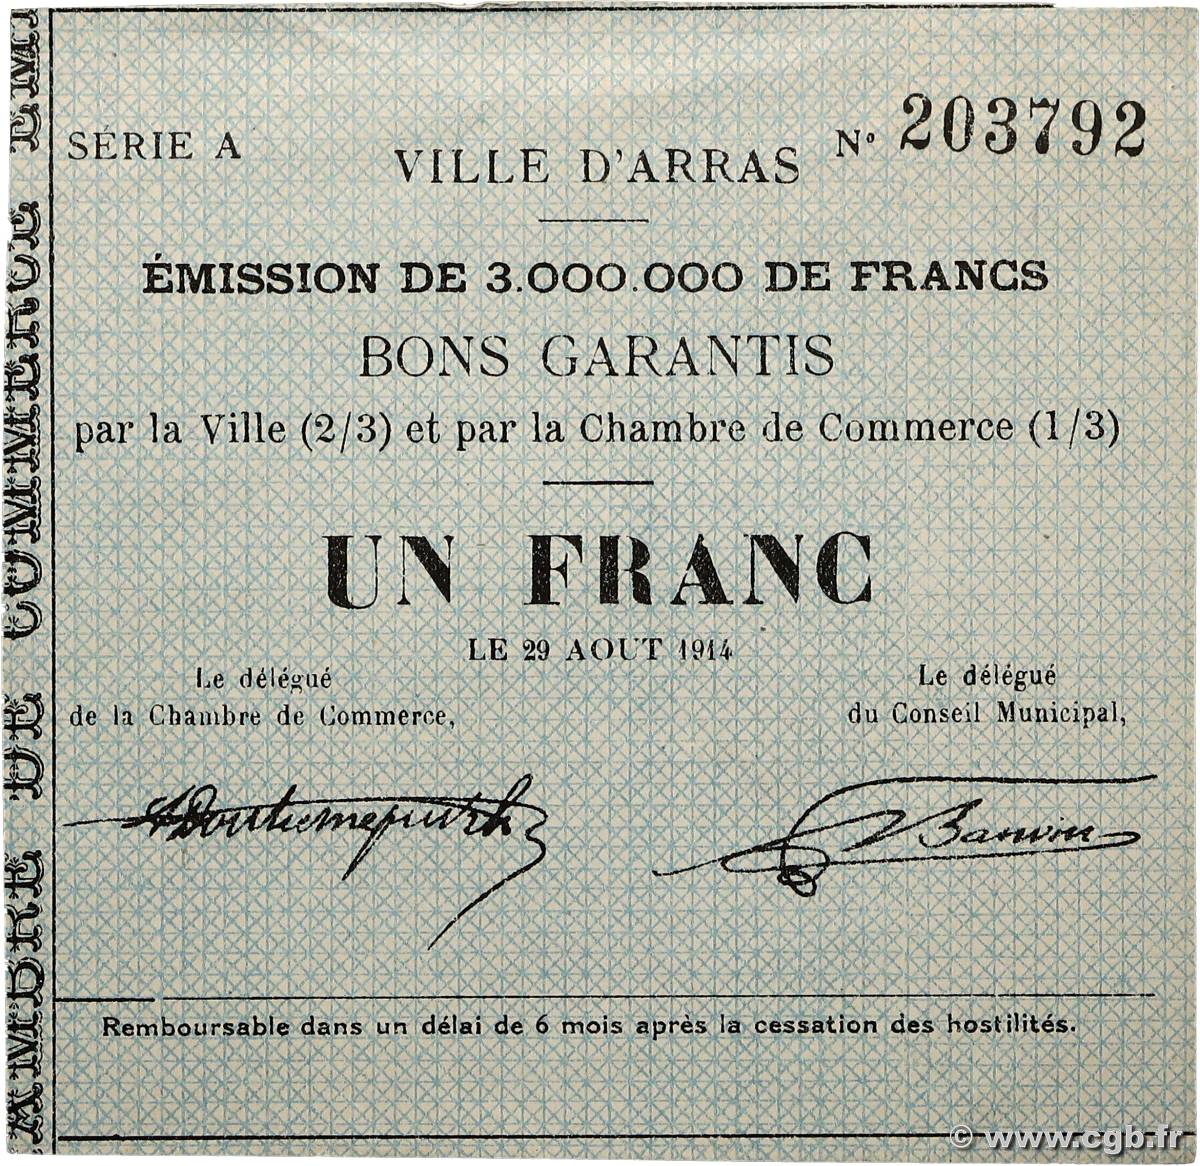 SÉRIE A
N° 203792
VILLE D'ARRAS
ÉMISSION DE 3.000.000 DE FRANCS
BONS GARANTIS
par la Ville (2/3) et par la Chambre de Commerce (1/3)
UN FRANC
LE 29 AOUT 1914
Le délégué
de la Chambre de Commerce,
Le délégué
du Conseil Municipal,
Remboursable dans un délai de 6 mois après la cessation des hostilités.
AMBRE DE COMMERCE EM
© www.cgb.fr